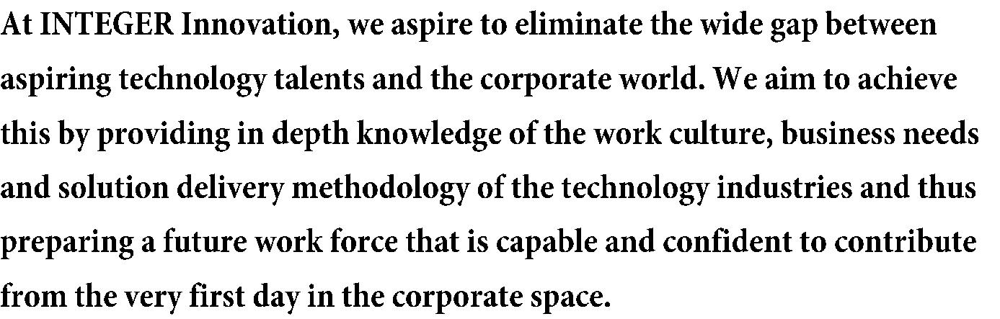 At INTEGER Innovation, we aspire to eliminate the wide gap between
aspiring technology talents and the corporate world. We aim to achieve
this by providing in depth knowledge of the work culture, business needs
and solution delivery methodology of the technology industries and thus
preparing a future work force that is capable and confident to contribute
from the very first day in the corporate space.